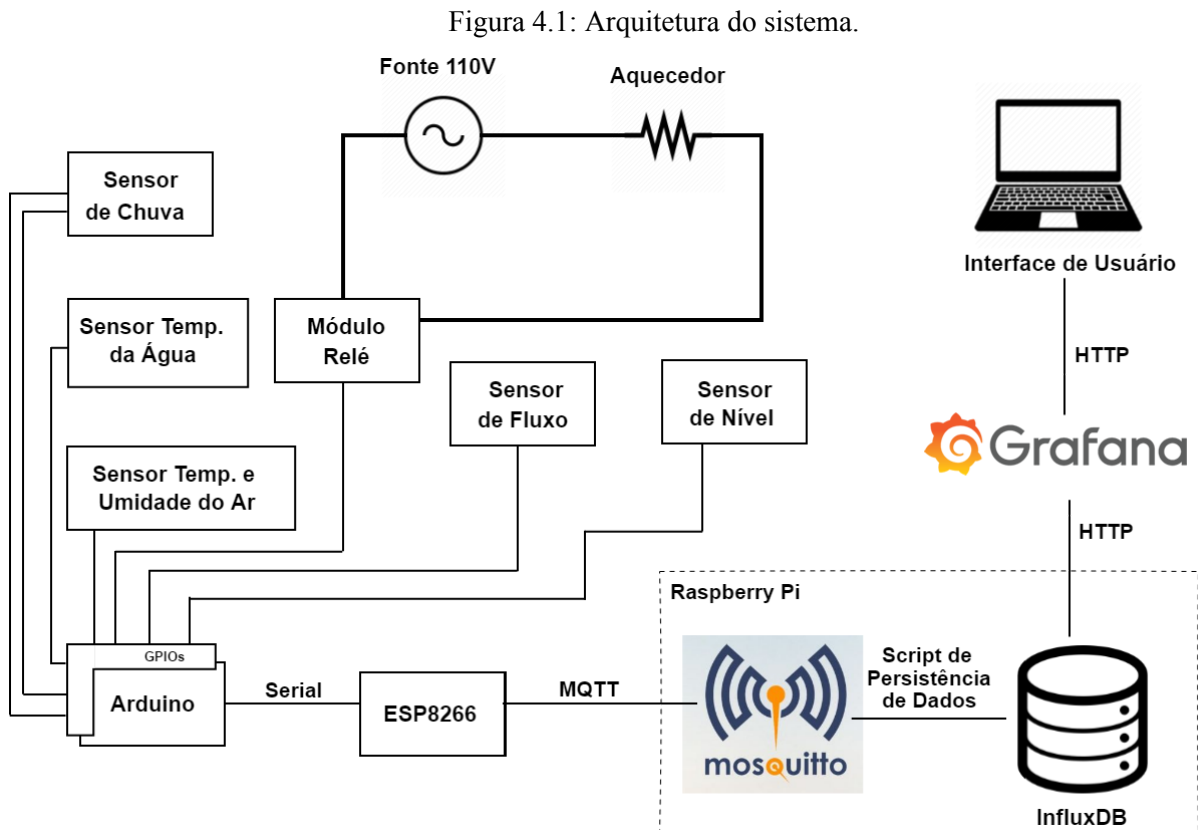 Figura 4.1: Arquitetura do sistema.
Fonte 110V
Aquecedor
Sensor
de Chuva
Interface de Usuário
Sensor Temp.
da Água
Módulo
Relé
HTTP
Sensor
de Fluxo
Sensor
de Nível
Grafana
Sensor Temp. e
Umidade do Ar
HTTP
Raspberry Pi
GPIOs
Arduino
Serial
ESP8266
MQTT
mosquitto
Script de
Persistência
de Dados
InfluxDB